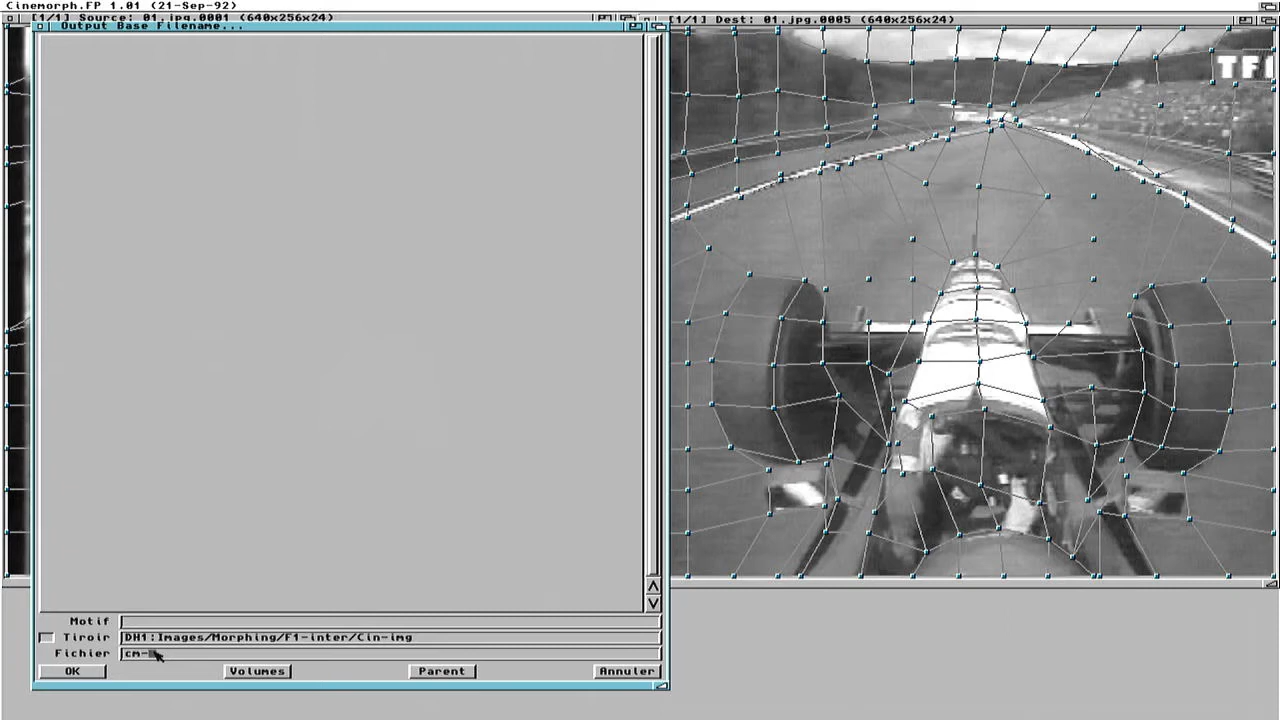 Cinemorph.FP 1.01 (21-Sep-92)
[1/1] Source: 01.jpg.0001 (640x256x24)
[1/1] Dest: 01.jpg.0005 (640x256x24)
Output Base Filename...
TF
Motif
Tiroir DH1:Images/Morphing/F1-inter/Cin-img
Fichier cm-
OK Volumes Parent Annuler